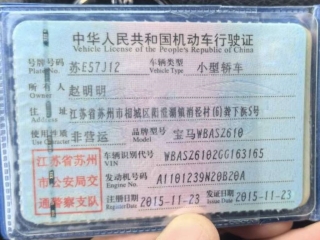 中华人民共和国机动车行驶证
Vehicle License of the People's Republic of China
号牌号码 苏E57J12 车辆类型 小型轿车
Plate No. Vehicle Type
所有人 赵明明
Owner
住址 江苏省苏州市相城区阳澄湖镇消泾村(6)
使用性质 非营运 品牌型号 宝马WBAS2610
Use Character Model
江苏省苏州
市公安局交
通警察支队
车辆识别代号 WBAS26102GG163165
VIN
发动机号码 A1101239N20B20A
Engine No.
注册日期 2015-11-23 发证日期 2015-11-23
Register Date Issue Date